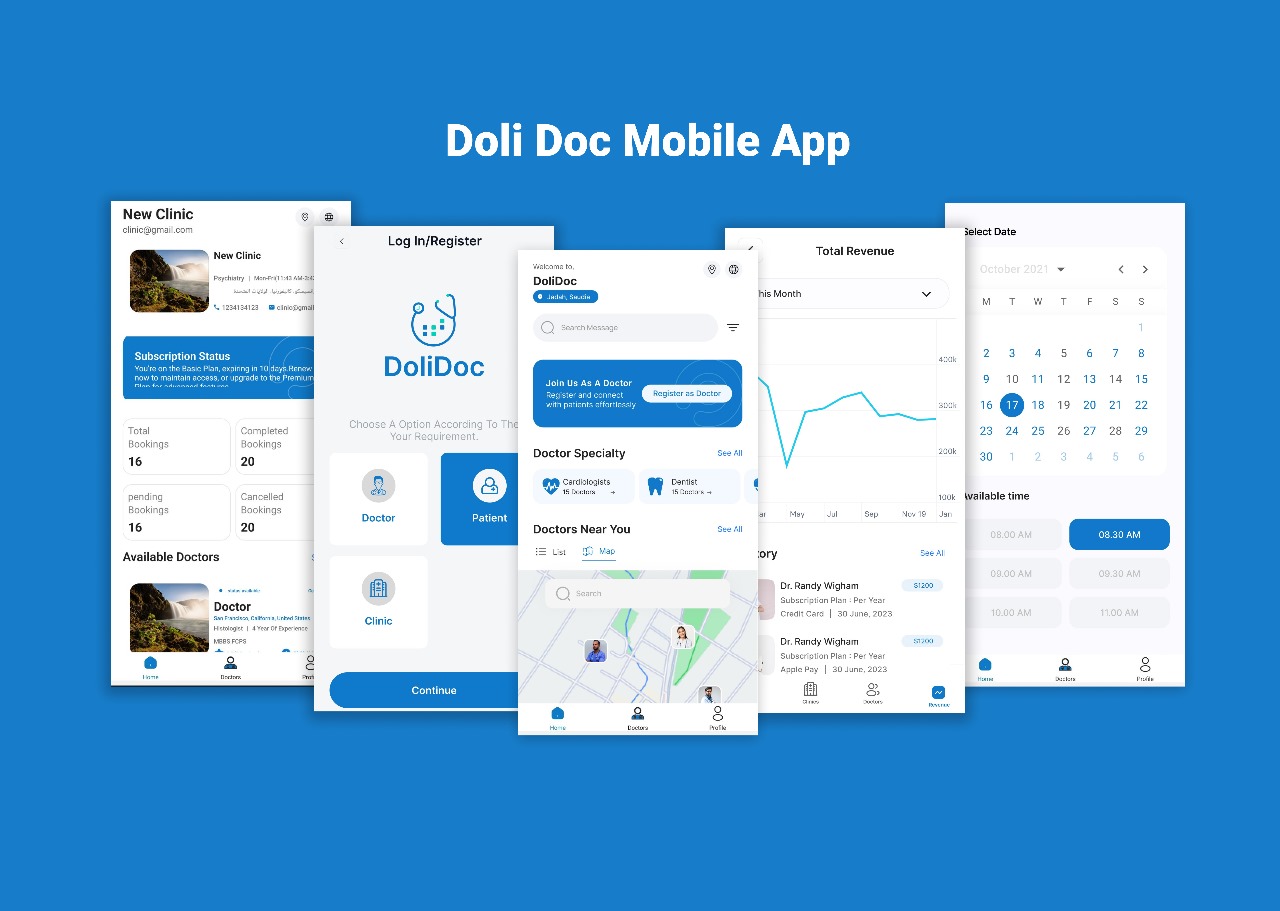 Doli Doc Mobile App
New Clinic
clinic@gmail.com
New Clinic
Psychiatry | Mon-Fri(11:43 AM-2:4
1234134123 clinic@gmail
Subscription Status
You're on the Basic Plan, expiring in 10 days.Renew
now to maintain access, or upgrade to the Premium
Plan for advanced features
Total
Bookings
16
Completed
Bookings
20
pending
Bookings
16
Cancelled
Bookings
20
Available Doctors
S
status available
Doctor
San Francisco, California, United States
Histologist | 4 Year Of Experience
MBBS FCPS
Home
Doctors
Prof
Log In/Register
DoliDoc
Choose A Option According To The
Your Requirement.
Doctor
Patient
Clinic
Continue
Welcome to,
DoliDoc
Jadah, Saudia
Search Message
Join Us As A Doctor
Register and connect
with patients effortlessly
Register as Doctor
Doctor Specialty
See All
Cardiologists
15 Doctors →
Dentist
15 Doctors →
Doctors Near You
See All
List
Map
Search
Home
Doctors
Profile
Total Revenue
his Month
400k
300k
200k
100k
ar May Jul Sep Nov 19 Jan
ory
See All
Dr. Randy Wigham
$1200
Subscription Plan : Per Year
Credit Card | 30 June, 2023
Dr. Randy Wigham
$1200
Subscription Plan : Per Year
Apple Pay | 30 June, 2023
Clinics
Doctors
Revenue
Select Date
October 2021
M T W T F S S
1
2 3 4 5 6 7 8
9 10 11 12 13 14 15
16 17 18 19 20 21 22
23 24 25 26 27 28 29
30 1 2 3 4 5 6
Available time
08.00 AM
08.30 AM
09.00 AM
09.30 AM
10.00 AM
11.00 AM
Home
Doctors
Profile